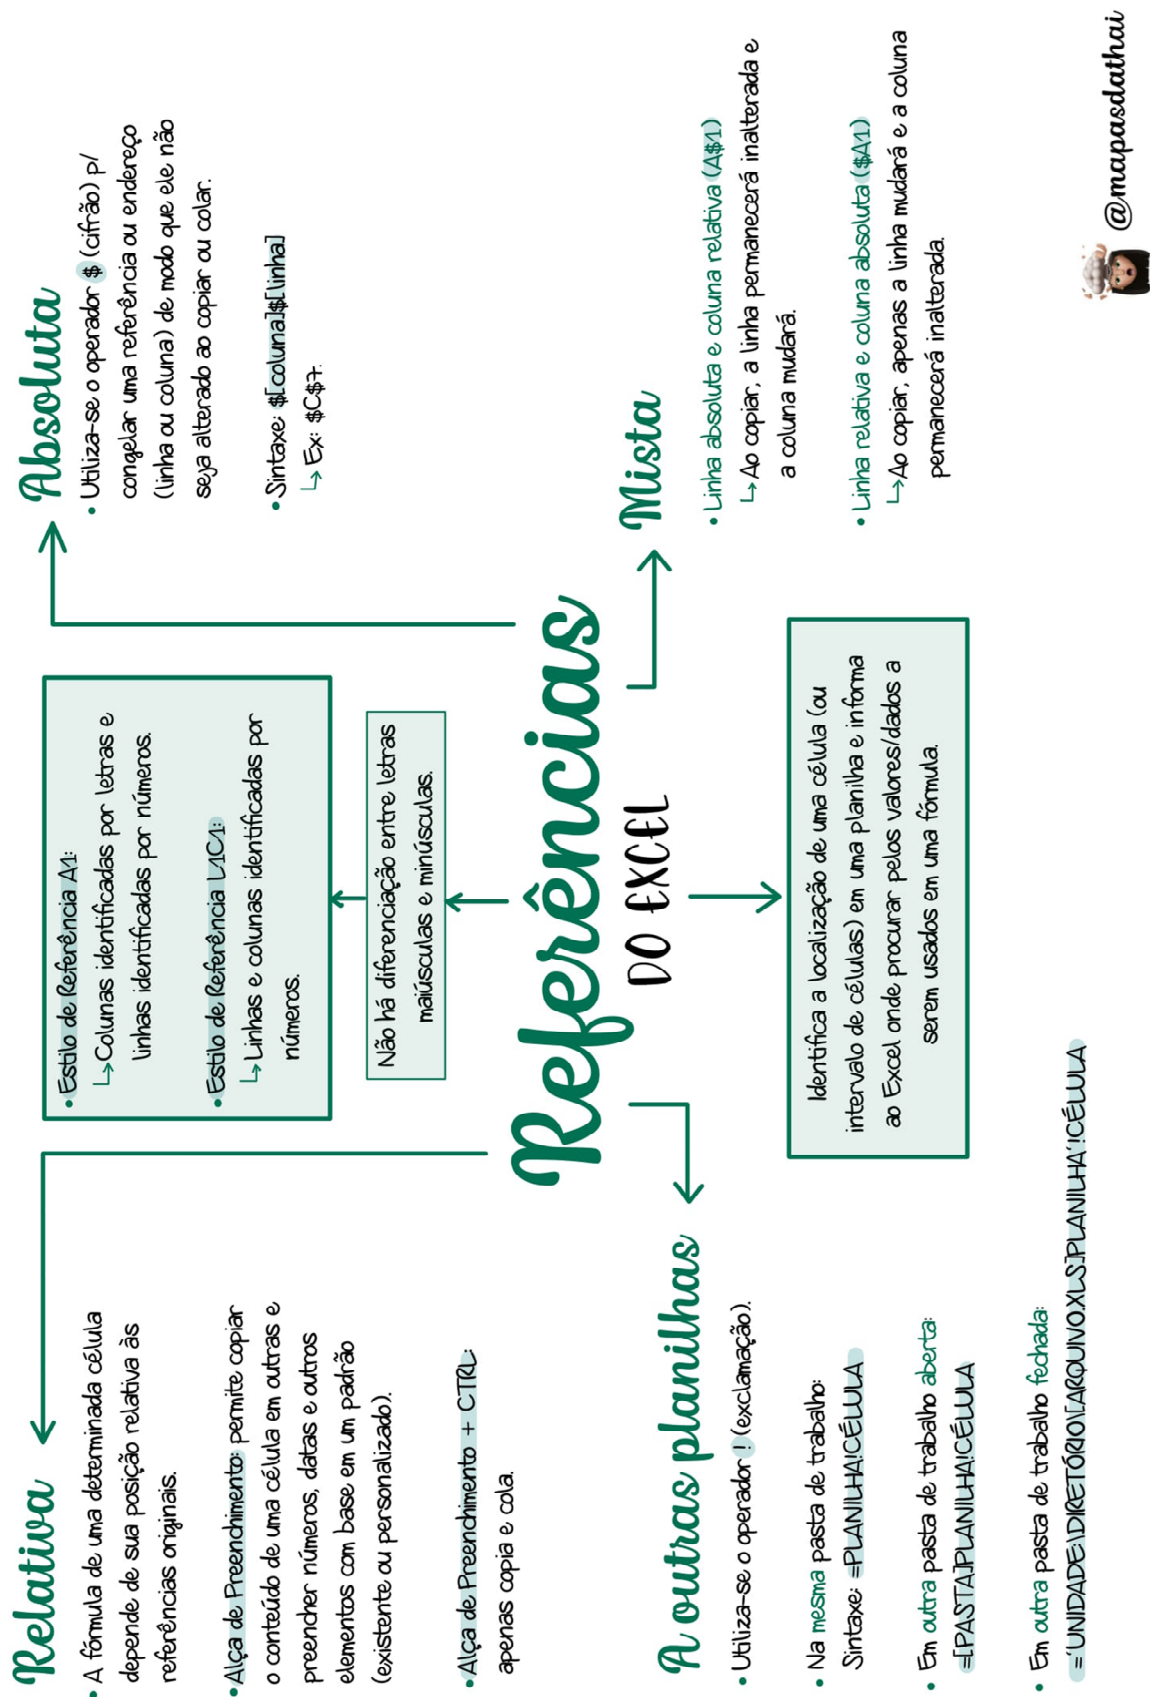 Relativa
• A fórmula de uma determinada célula
depende de sua posição relativa às
referências originais.
• Alça de Preenchimento: permite copiar
o conteúdo de uma célula em outras e
preencher números, datas e outros
elementos com base em um padrão
(existente ou personalizado).
• Alça de Preenchimento + CTRL:
apenas copia e cola.
• Estilo de Referência A1:
↳ Colunas identificadas por letras e
linhas identificadas por números.
• Estilo de Referência L1C1:
↳ Linhas e colunas identificadas por
números.
Não há diferenciação entre letras
maiúsculas e minúsculas.
Absoluta
• Utiliza-se o operador $ (cifrão) p/
congelar uma referência ou endereço
(linha ou coluna) de modo que ele não
seja alterado ao copiar ou colar.
• Sintaxe: $[coluna]$[linha]
↳ Ex: $C$7.
Referências
DO EXCEL
A outras planilhas
• Utiliza-se o operador ! (exclamação).
• Na mesma pasta de trabalho:
Sintaxe: =PLANILHA!CÉLULA
• Em outra pasta de trabalho aberta:
=[PASTA]PLANILHA!CÉLULA
• Em outra pasta de trabalho fechada:
='UNIDADE:\DIRETÓRIO\[ARQUIVO.XLS]PLANILHA'!CÉLULA
Identifica a localização de uma célula (ou
intervalo de células) em uma planilha e informa
ao Excel onde procurar pelos valores/dados a
serem usados em uma fórmula.
Mista
• Linha absoluta e coluna relativa (A$1)
↳ Ao copiar, a linha permanecerá inalterada e
a coluna mudará.
• Linha relativa e coluna absoluta ($A1)
↳ Ao copiar, apenas a linha mudará e a coluna
permanecerá inalterada.
@mapasdathai